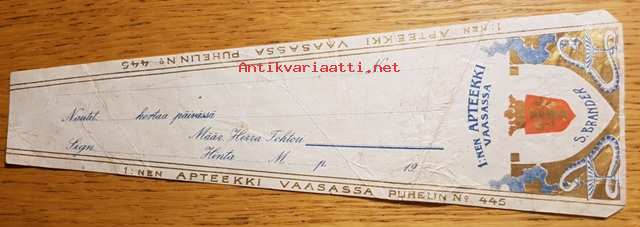 1:NEN APTEEKKI VAASASSA PUHELIN No 445
Antikvariaatti.net
1:NEN APTEEKKI
VAASASSA
S. BRANDER
Nautit. kertaa päivässä
Määr. Herra Tohtori
Sign.
Hinta M p 19
1:NEN APTEEKKI VAASASSA PUHELIN No 445